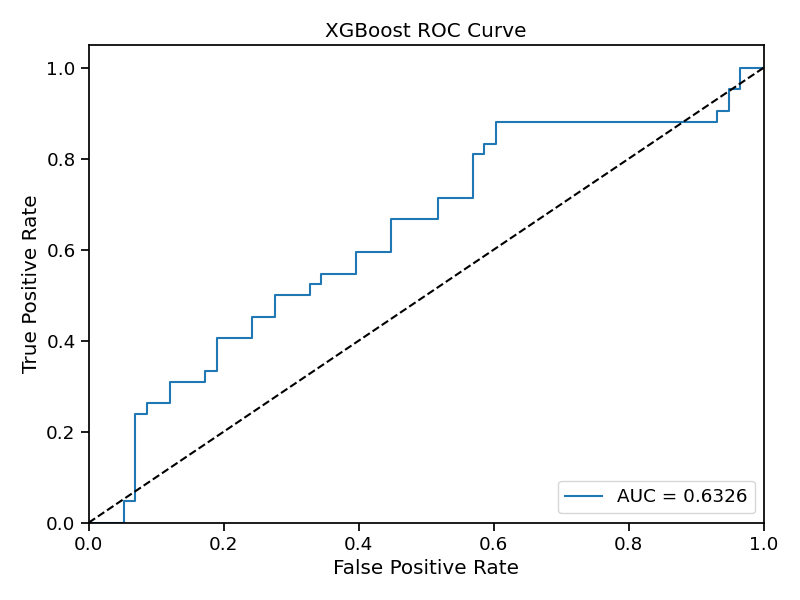 XGBoost ROC Curve
1.0
0.8
0.6
0.4
0.2
0.0
True Positive Rate
AUC = 0.6326
0.0 0.2 0.4 0.6 0.8 1.0
False Positive Rate